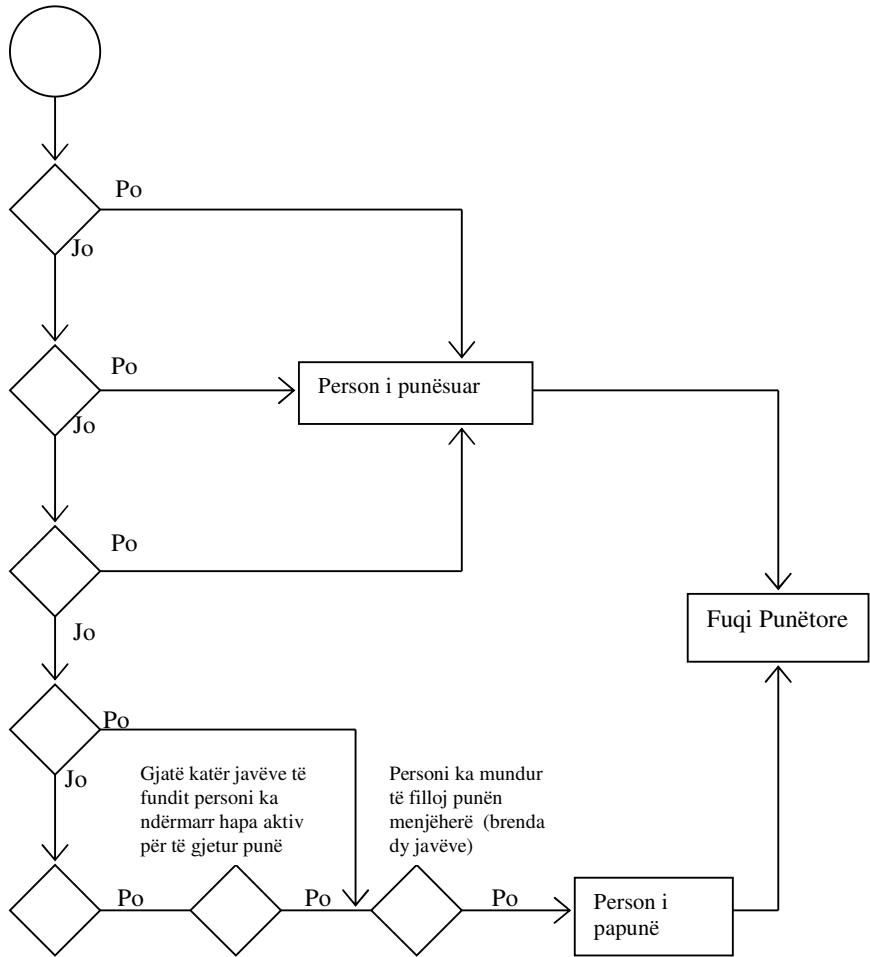 Po
Jo
Po
Person i punësuar
Jo
Po
Fuqi Punëtore
Jo
Po
Jo
Gjatë katër javëve të
fundit personi ka
ndërmarr hapa aktiv
për të gjetur punë
Personi ka mundur
të filloj punën
menjëherë (brenda
dy javëve)
Po
Po
Po
Person i
papunë